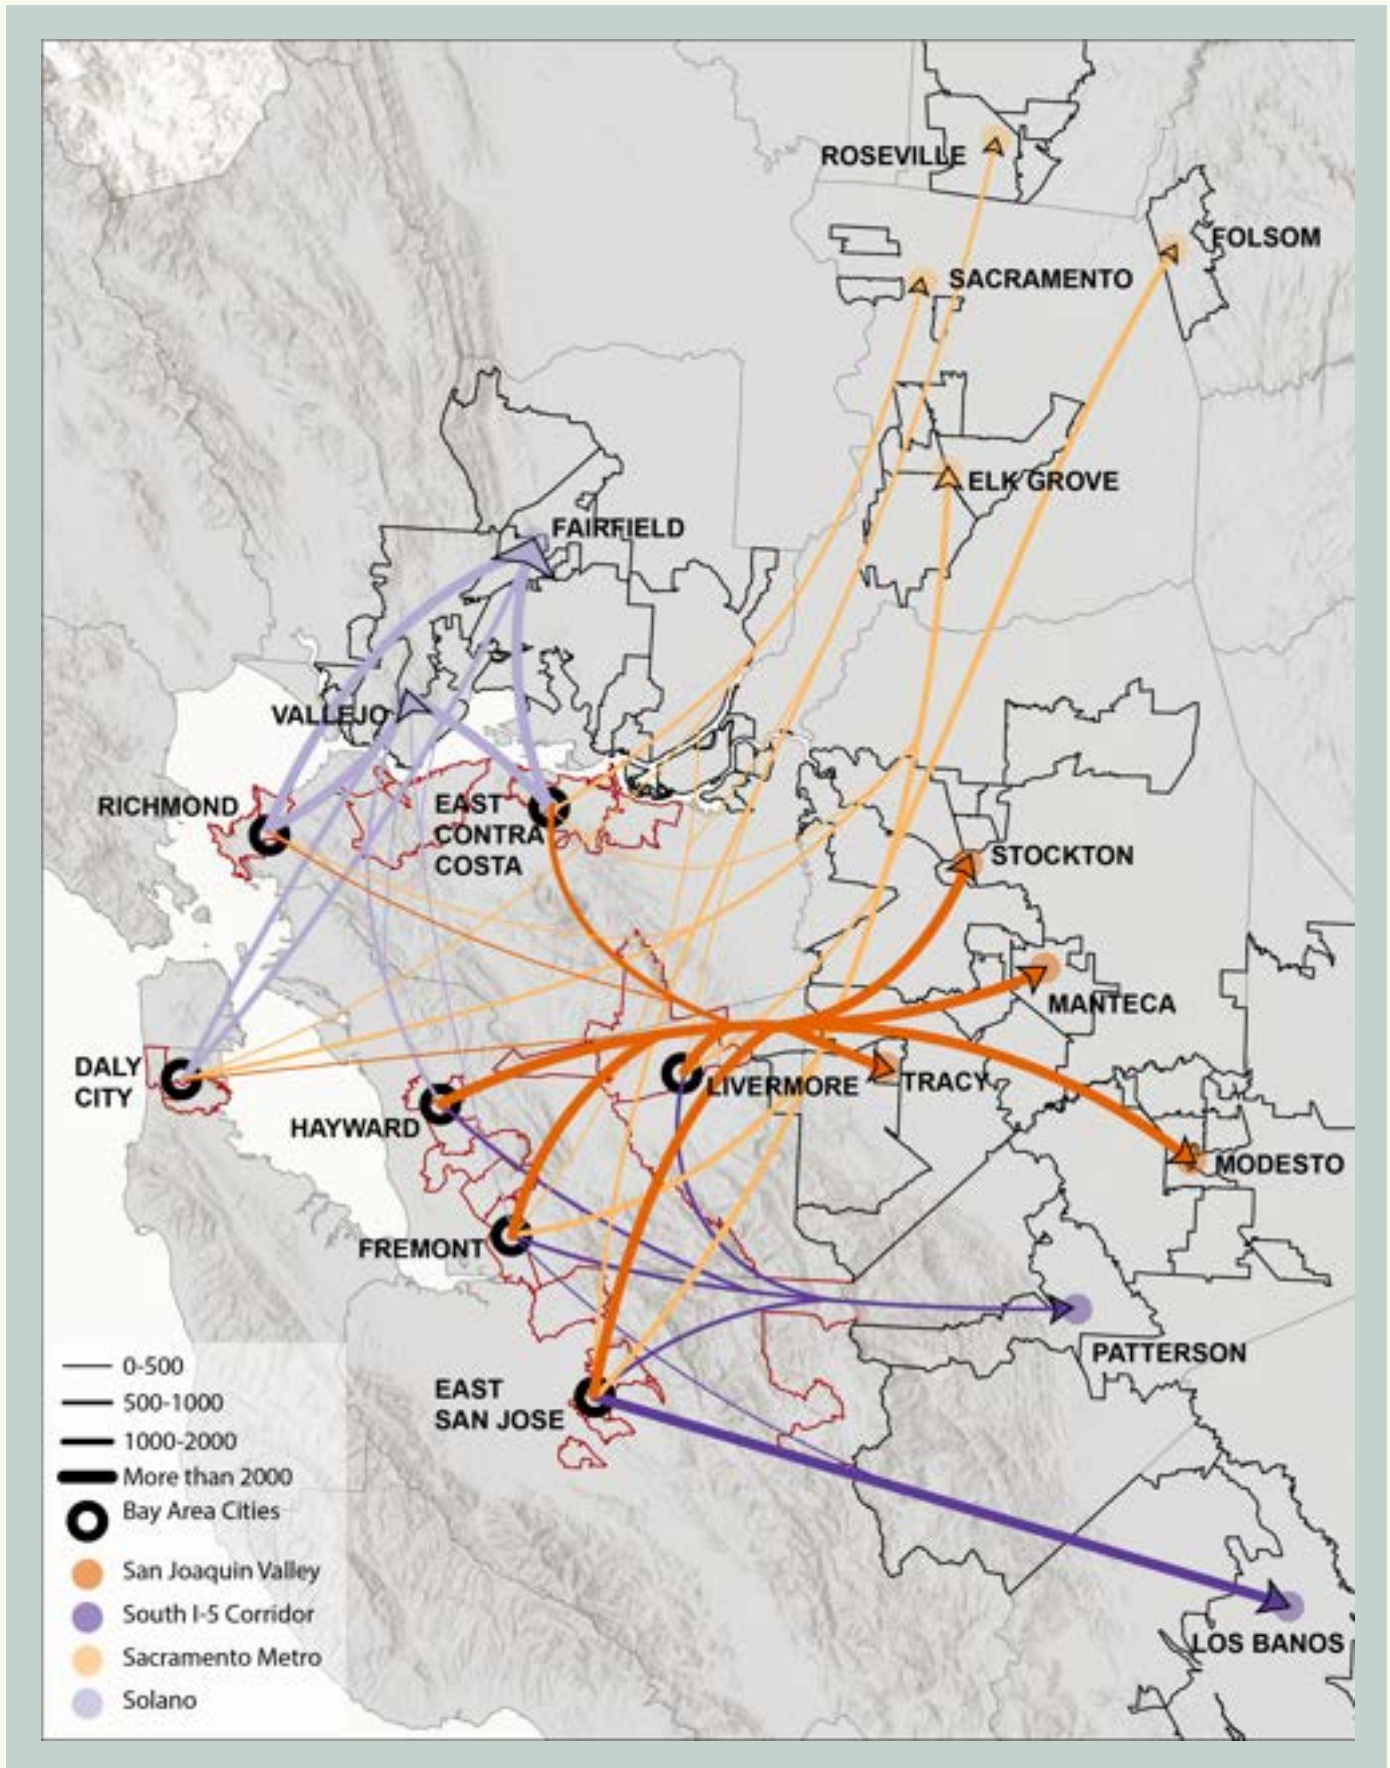 ROSEVILLE
FOLSOM
SACRAMENTO
ELK GROVE
FAIRFIELD
VALLEJO
RICHMOND
EAST
CONTRA
COSTA
STOCKTON
MANTECA
DALY
CITY
LIVERMORE
TRACY
HAYWARD
MODESTO
FREMONT
PATTERSON
EAST
SAN JOSE
LOS BANOS
0-500
500-1000
1000-2000
More than 2000
Bay Area Cities
San Joaquin Valley
South I-5 Corridor
Sacramento Metro
Solano